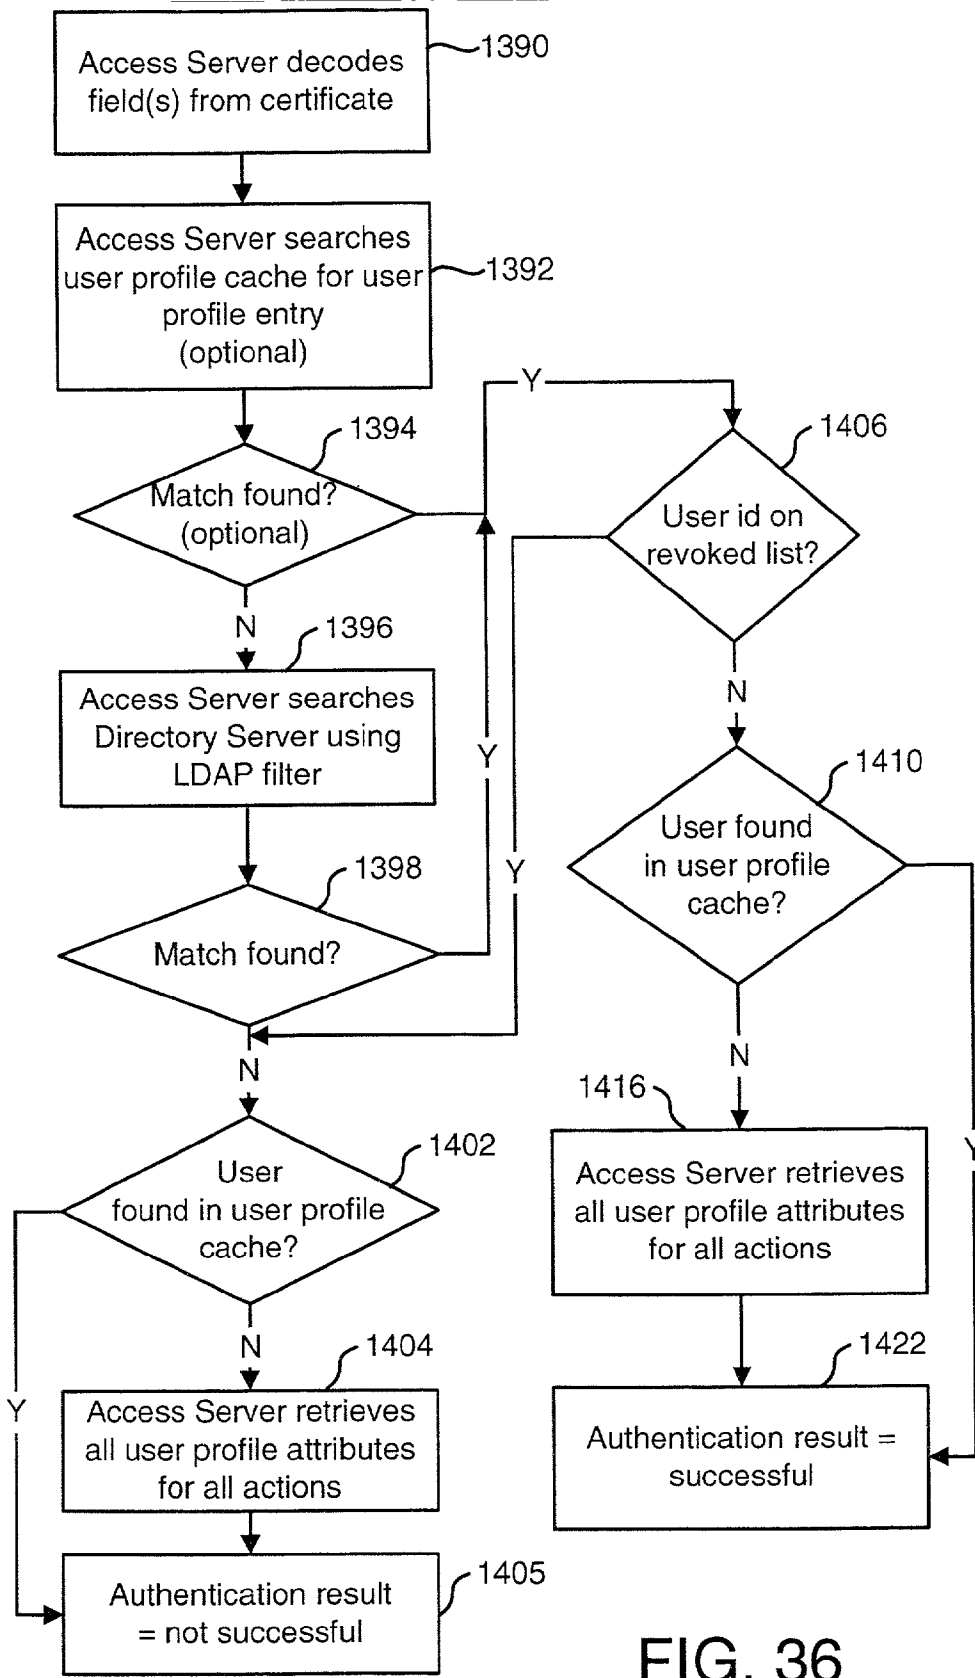 Access Server decodes
field(s) from certificate
1390
Access Server searches
user profile cache for user
profile entry
(optional)
1392
Y
1394
Match found?
(optional)
1406
User id on
revoked list?
N
1396
Access Server searches
Directory Server using
LDAP filter
Y
N
1410
User found
in user profile
cache?
Y
1398
Match found?
N
N
1416
Y
1402
User
found in user profile
cache?
Access Server retrieves
all user profile attributes
for all actions
N
1404
Y
Access Server retrieves
all user profile attributes
for all actions
1422
Authentication result =
successful
1405
Authentication result
= not successful
FIG. 36